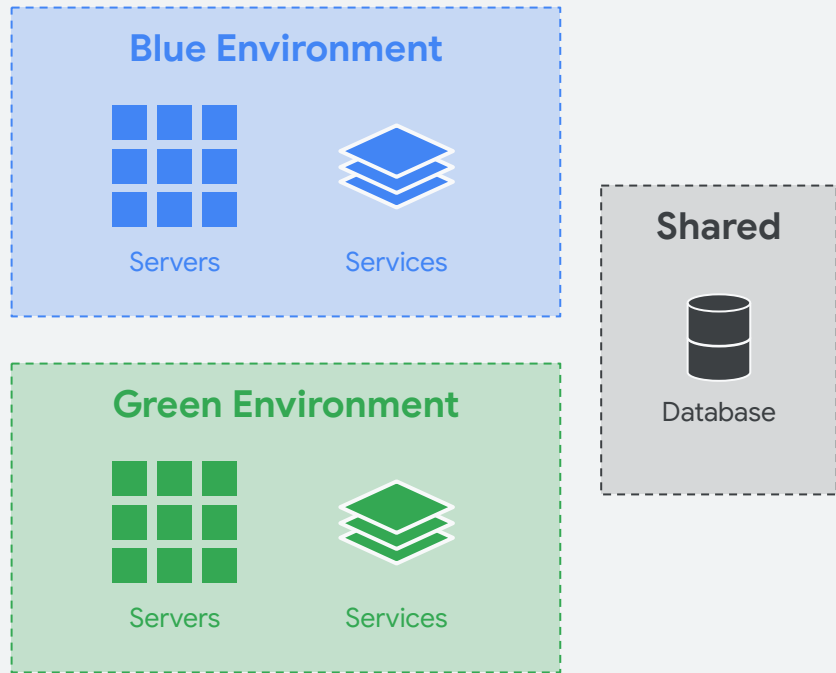 Blue Environment
Servers
Services
Green Environment
Servers
Services
Shared
Database